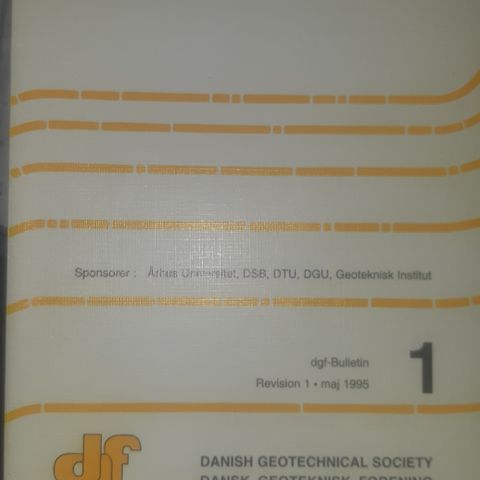 Sponsorer : Århus Universitet, DSB, DTU, DGU, Geoteknisk Institut
dgf-Bulletin
1
Revision 1 • maj 1995
dgf
DANISH GEOTECHNICAL SOCIETY
DANSK GEOTEKNISK FORENING